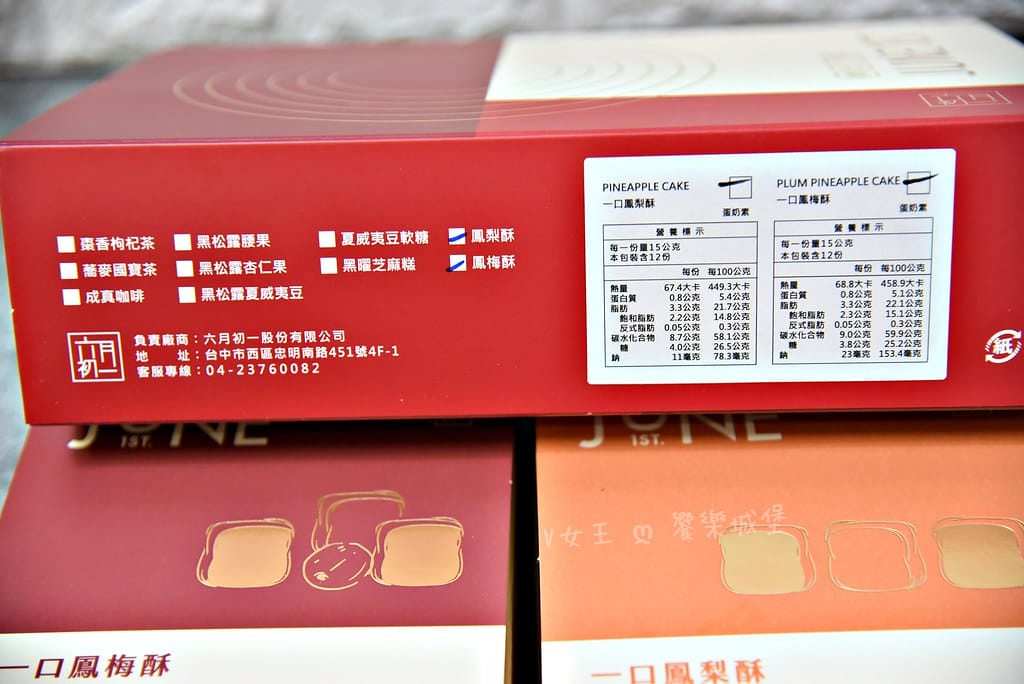 六月初一
棗香枸杞茶
蕎麥國寶茶
成真咖啡
黑松露腰果
黑松露杏仁果
黑松露夏威夷豆
夏威夷豆軟糖
黑曜芝麻糕
鳳梨酥
鳳梅酥
六月初一
負責廠商：六月初一股份有限公司
地　　址：台中市西區忠明南路451號4F-1
客服專線：04-23760082
PINEAPPLE CAKE
一口鳳梨酥
蛋奶素
營養標示
每一份量15公克
本包裝含12份
每份 每100公克
熱量 67.4大卡 449.3大卡
蛋白質 0.8公克 5.4公克
脂肪 3.3公克 21.7公克
飽和脂肪 2.2公克 14.8公克
反式脂肪 0.05公克 0.3公克
碳水化合物 8.7公克 58.1公克
糖 4.0公克 26.5公克
鈉 11毫克 78.3毫克
PLUM PINEAPPLE CAKE
一口鳳梅酥
蛋奶素
營養標示
每一份量15公克
本包裝含12份
每份 每100公克
熱量 68.8大卡 458.9大卡
蛋白質 0.8公克 5.1公克
脂肪 3.3公克 22.1公克
飽和脂肪 2.3公克 15.1公克
反式脂肪 0.05公克 0.3公克
碳水化合物 9.0公克 59.9公克
糖 3.8公克 25.2公克
鈉 23毫克 153.4毫克
紙
JUNE
1ST.
JUNE
1ST.
V女王 ღ 饗樂城堡
一口鳳梅酥
一口鳳梨酥